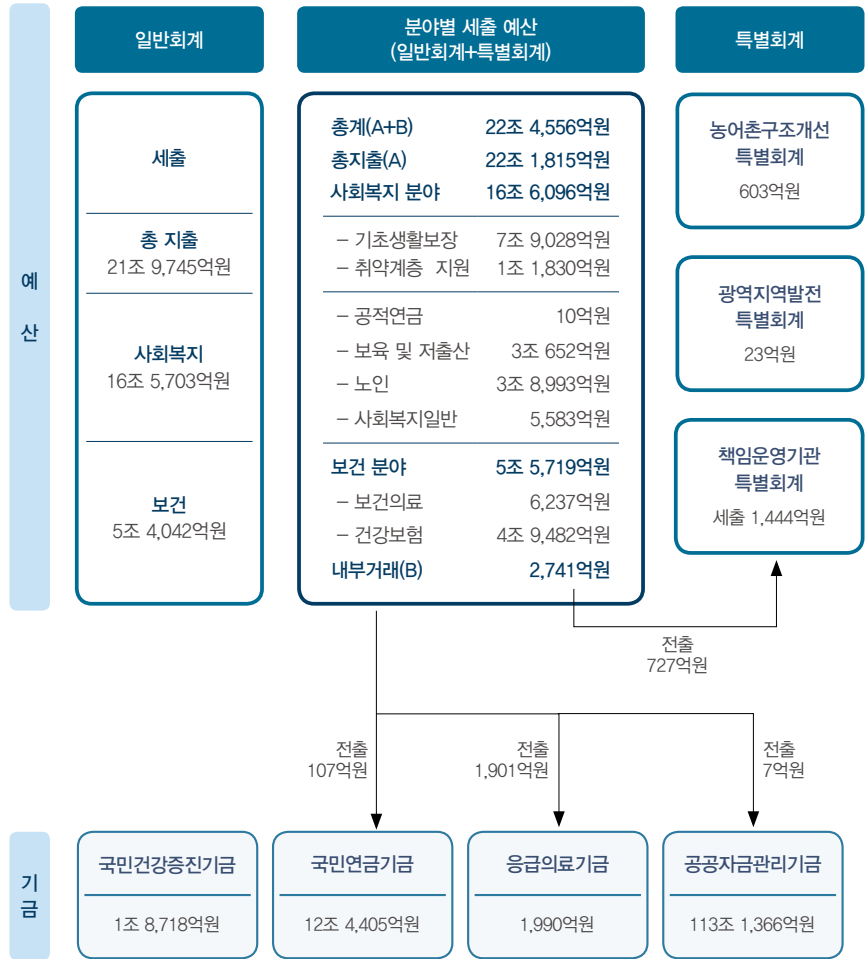 예
산
일반회계
세출
총 지출
21조 9,745억원
사회복지
16조 5,703억원
보건
5조 4,042억원
분야별 세출 예산
(일반회계+특별회계)
총계(A+B) 22조 4,556억원
총지출(A) 22조 1,815억원
사회복지 분야 16조 6,096억원
– 기초생활보장 7조 9,028억원
– 취약계층 지원 1조 1,830억원
– 공적연금 10억원
– 보육 및 저출산 3조 652억원
– 노인 3조 8,993억원
– 사회복지일반 5,583억원
보건 분야 5조 5,719억원
– 보건의료 6,237억원
– 건강보험 4조 9,482억원
내부거래(B) 2,741억원
특별회계
농어촌구조개선
특별회계
603억원
광역지역발전
특별회계
23억원
책임운영기관
특별회계
세출 1,444억원
전출
727억원
전출
107억원
전출
1,901억원
전출
7억원
기
금
국민건강증진기금
1조 8,718억원
국민연금기금
12조 4,405억원
응급의료기금
1,990억원
공공자금관리기금
113조 1,366억원